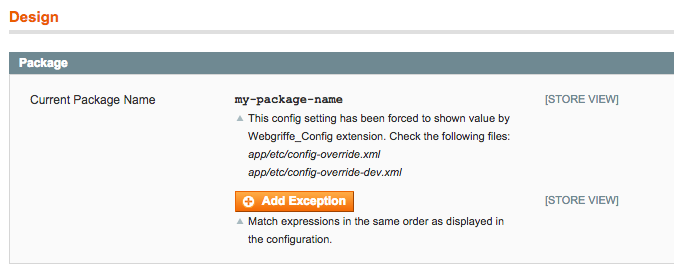 Design
Package
Current Package Name
my-package-name
[STORE VIEW]
This config setting has been forced to shown value by
Webgriffe_Config extension. Check the following files:
app/etc/config-override.xml
app/etc/config-override-dev.xml
Add Exception
[STORE VIEW]
Match expressions in the same order as displayed in
the configuration.